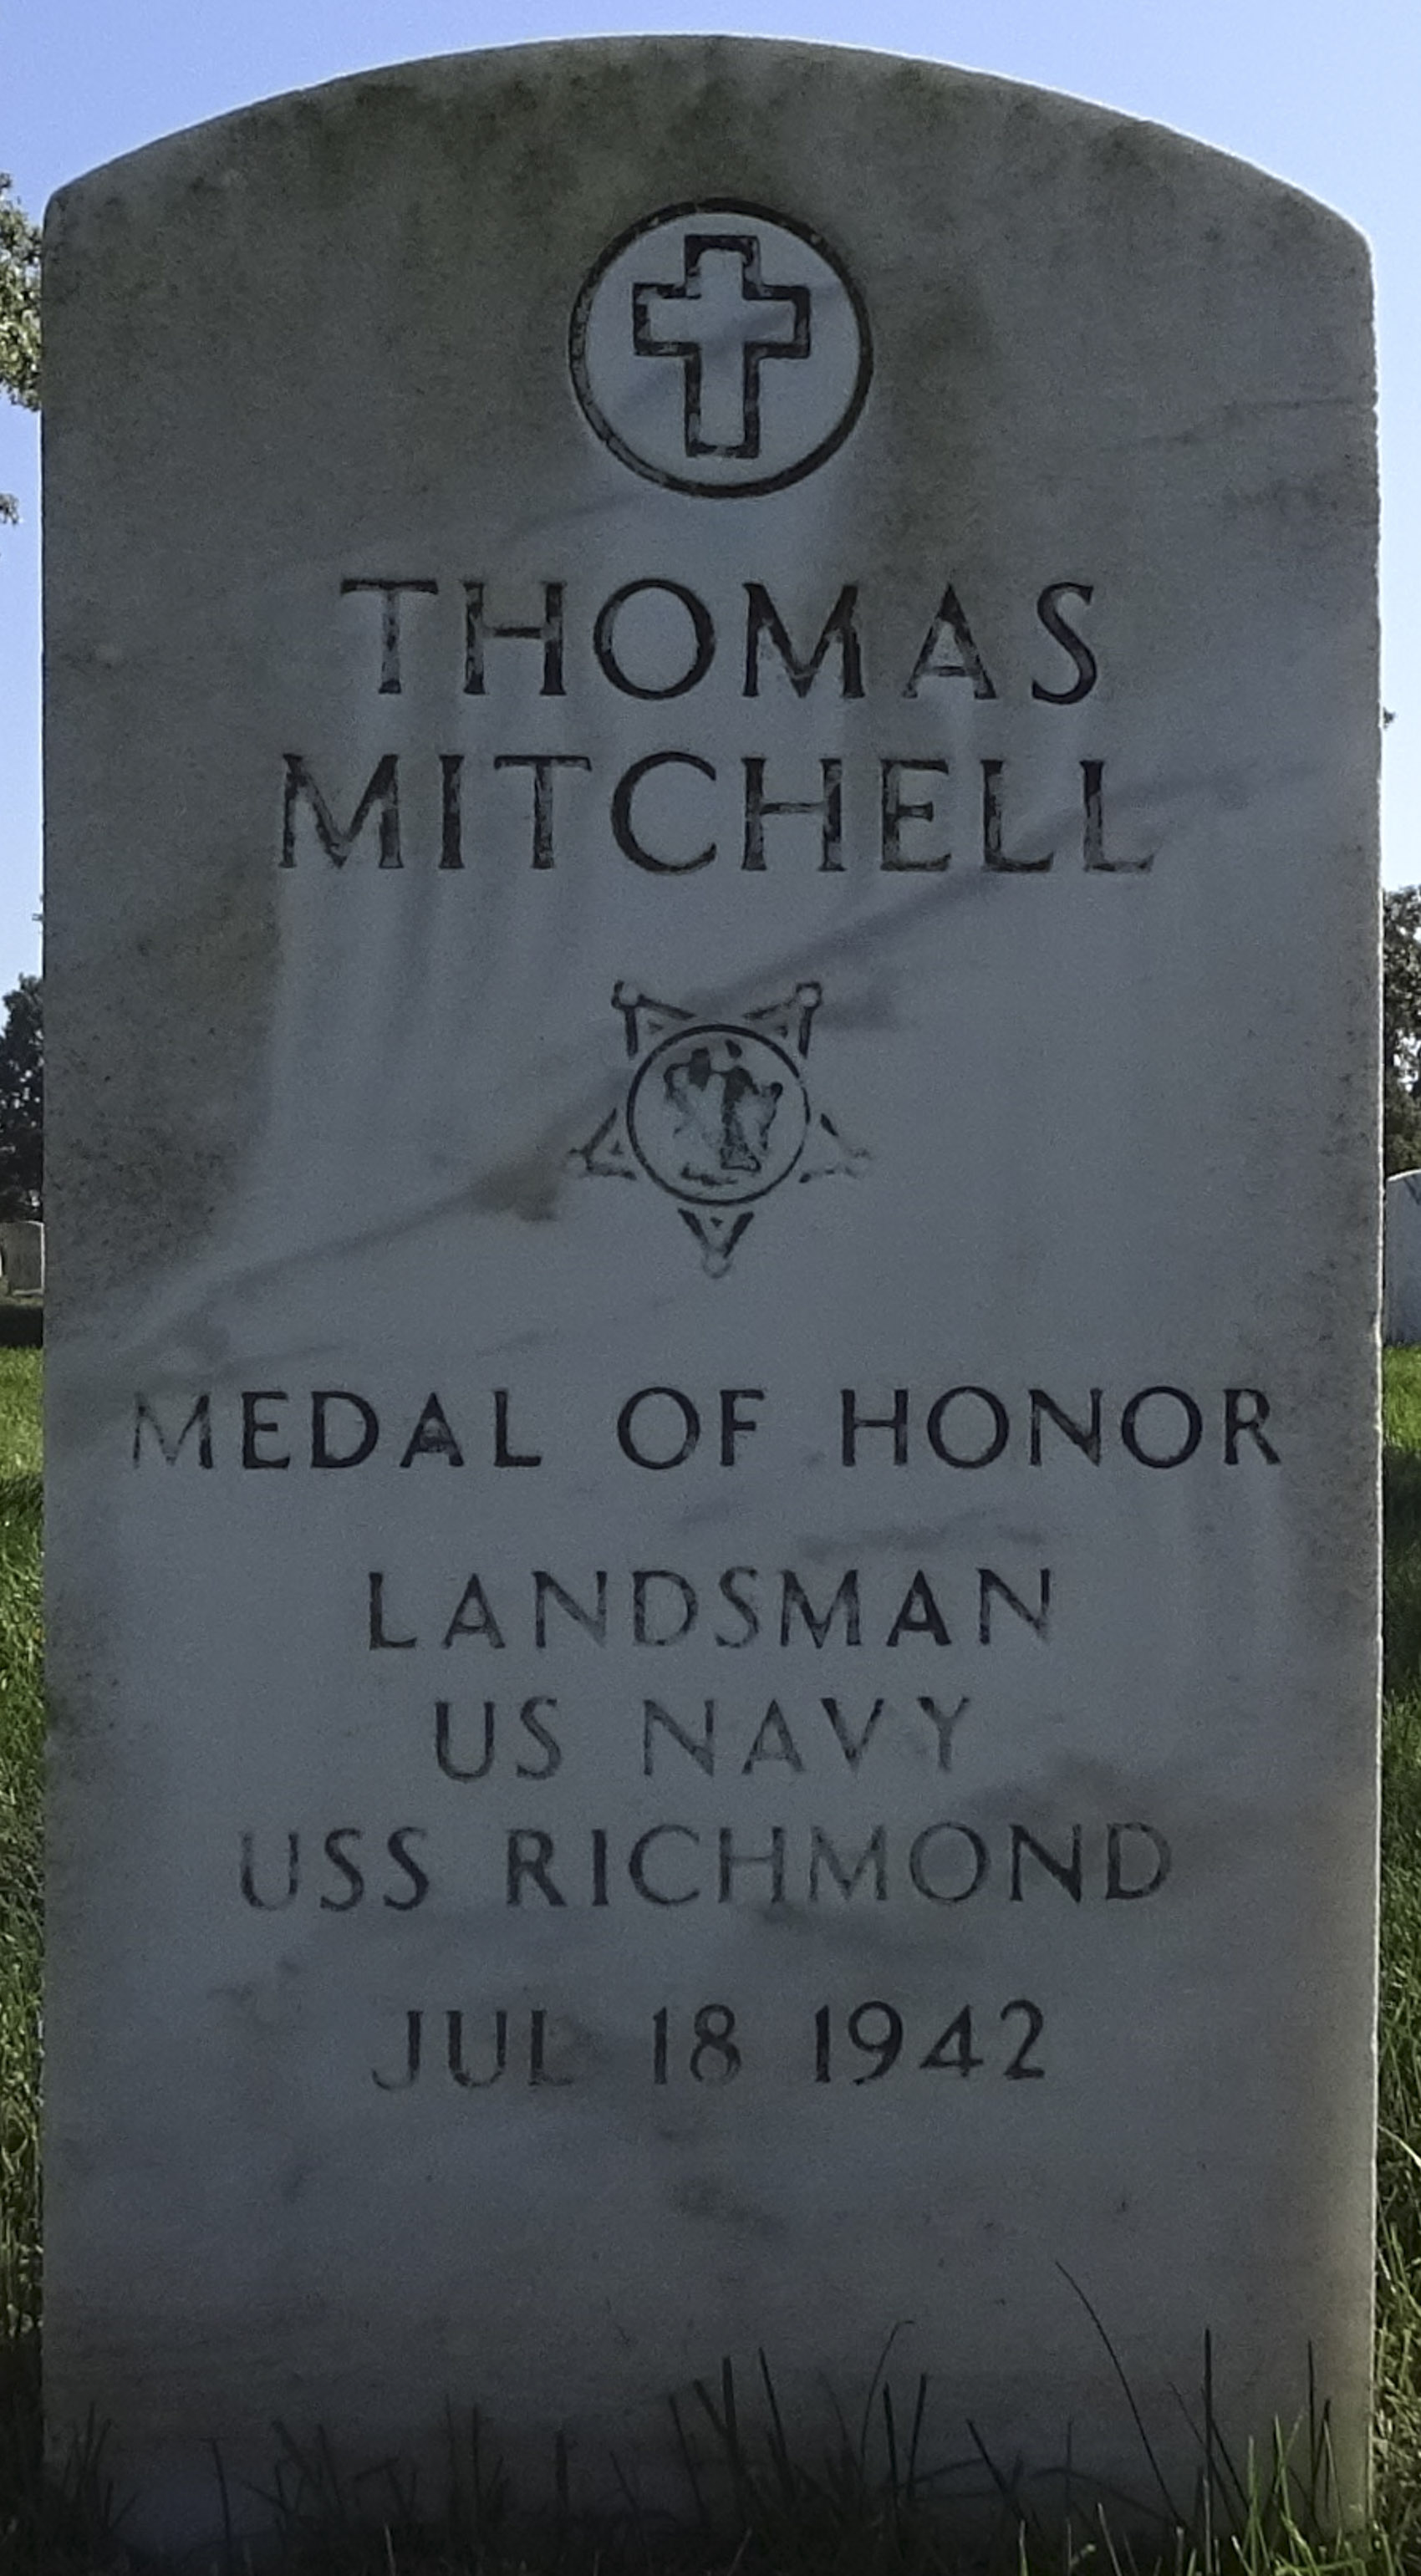 THOMAS
MITCHELL
MEDAL OF HONOR
LANDSMAN
US NAVY
USS RICHMOND
JUL 18 1942